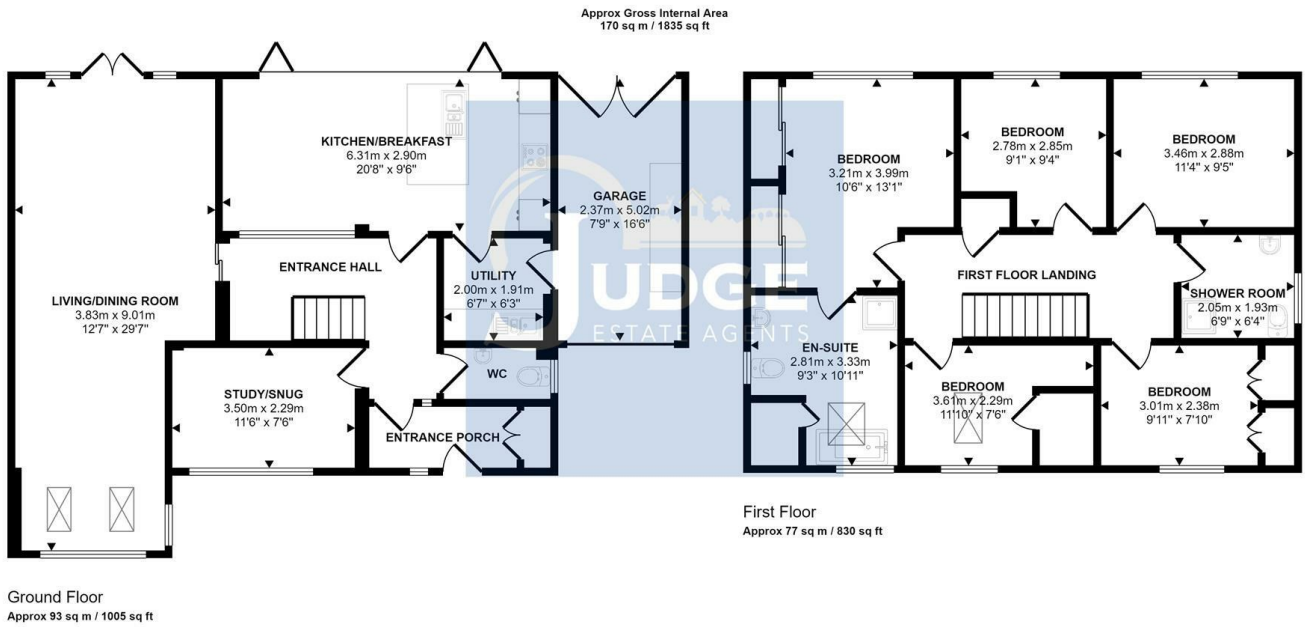 Approx Gross Internal Area
170 sq m / 1835 sq ft
KITCHEN/BREAKFAST
6.31m x 2.90m
20'8" x 9'6"
GARAGE
2.37m x 5.02m
7'9" x 16'6"
ENTRANCE HALL
UTILITY
2.00m x 1.91m
6'7" x 6'3"
LIVING/DINING ROOM
3.83m x 9.01m
12'7" x 29'7"
WC
STUDY/SNUG
3.50m x 2.29m
11'6" x 7'6"
ENTRANCE PORCH
Ground Floor
Approx 93 sq m / 1005 sq ft
JUDGE
ESTATE AGENTS
BEDROOM
3.21m x 3.99m
10'6" x 13'1"
BEDROOM
2.78m x 2.85m
9'1" x 9'4"
BEDROOM
3.46m x 2.88m
11'4" x 9'5"
FIRST FLOOR LANDING
SHOWER ROOM
2.05m x 1.93m
6'9" x 6'4"
EN-SUITE
2.81m x 3.33m
9'3" x 10'11"
BEDROOM
3.61m x 2.29m
11'10" x 7'6"
BEDROOM
3.01m x 2.38m
9'11" x 7'10"
First Floor
Approx 77 sq m / 830 sq ft